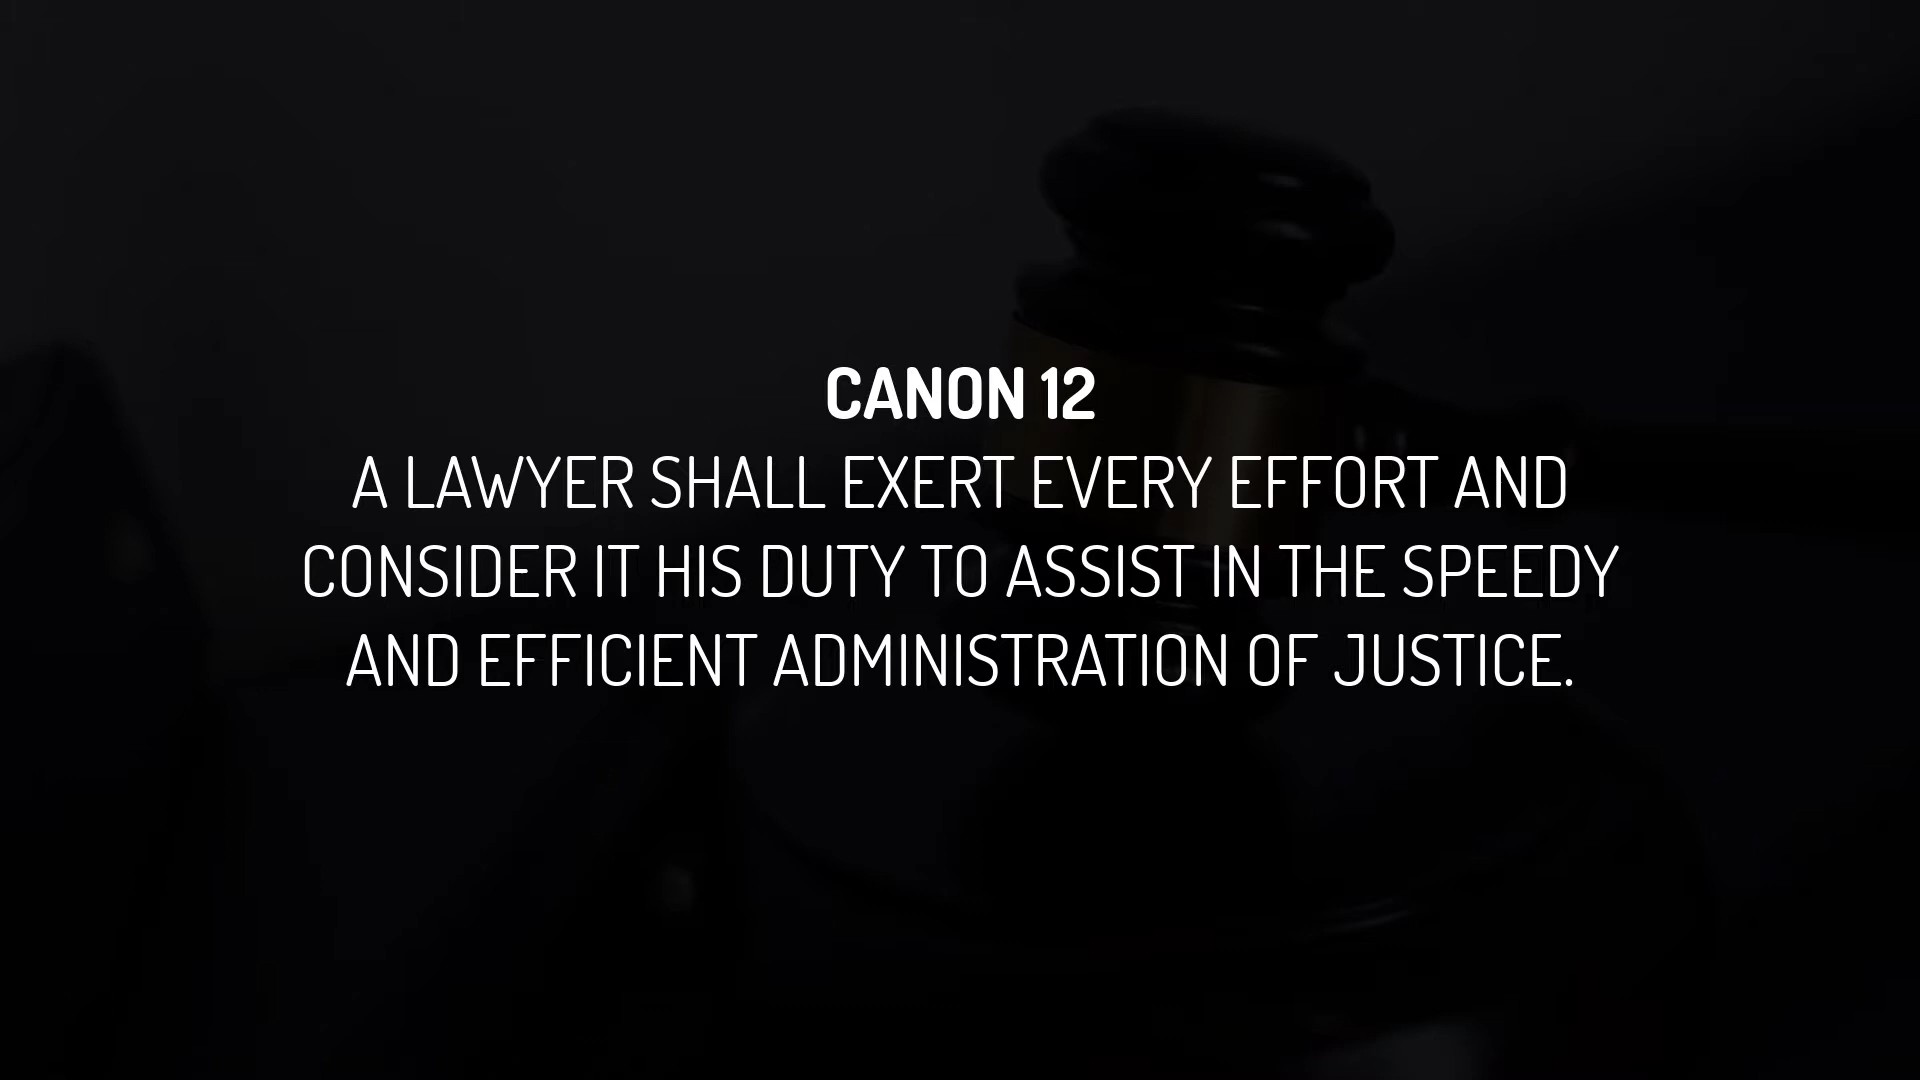 CANON 12
A LAWYER SHALL EXERT EVERY EFFORT AND
CONSIDER IT HIS DUTY TO ASSIST IN THE SPEEDY
AND EFFICIENT ADMINISTRATION OF JUSTICE.